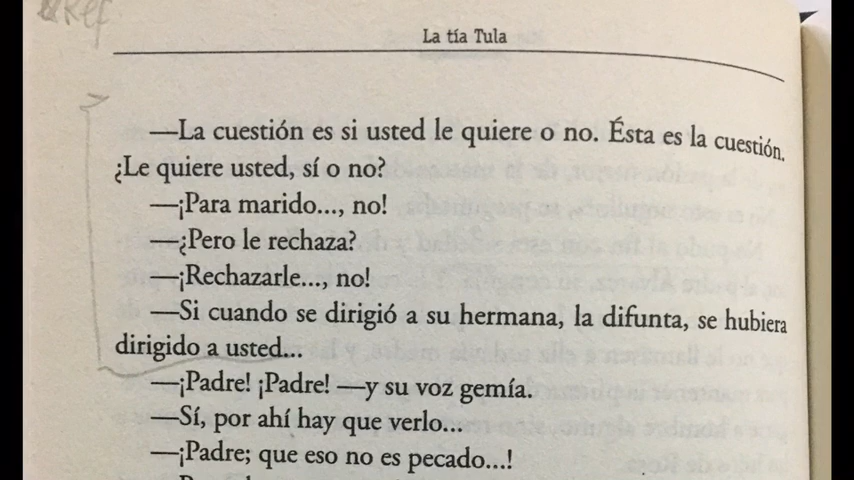 La tía Tula
—La cuestión es si usted le quiere o no. Ésta es la cuestión.
¿Le quiere usted, sí o no?
—¡Para marido..., no!
—¿Pero le rechaza?
—¡Rechazarle..., no!
—Si cuando se dirigió a su hermana, la difunta, se hubiera
dirigido a usted...
—¡Padre! ¡Padre! —y su voz gemía.
—Sí, por ahí hay que verlo...
—¡Padre; que eso no es pecado...!